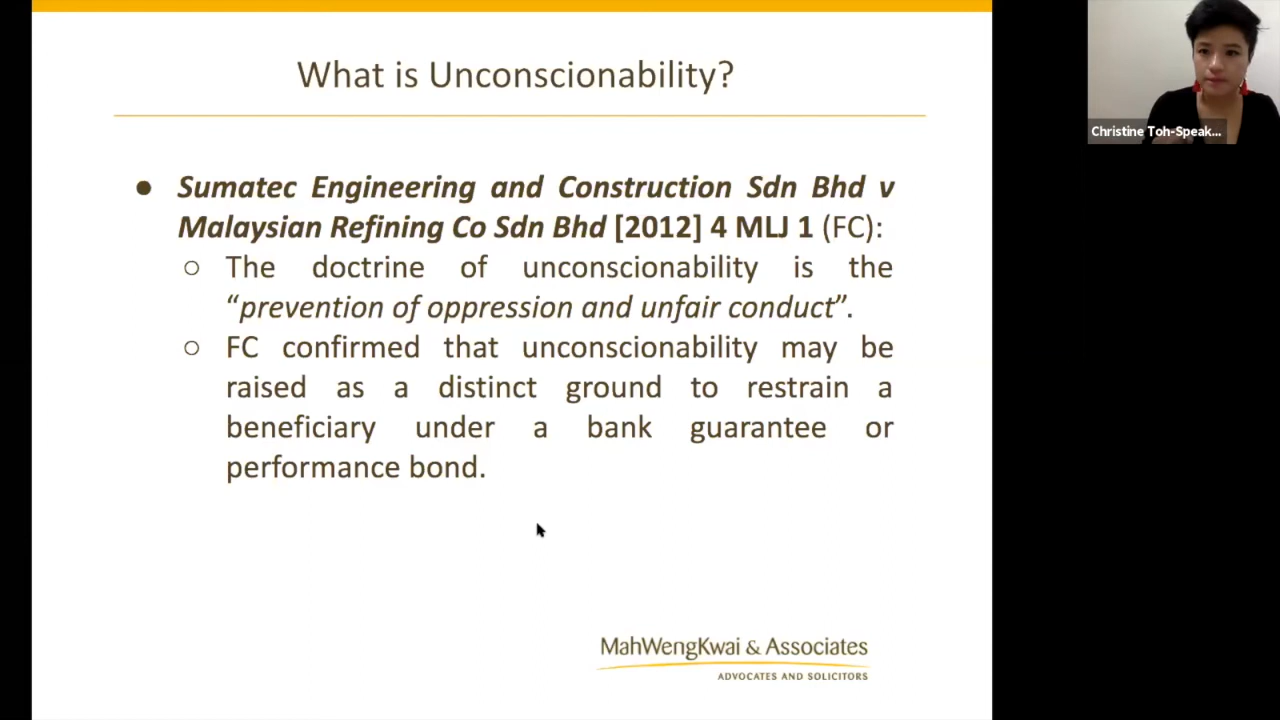 What is Unconscionability?
● Sumatec Engineering and Construction Sdn Bhd v
Malaysian Refining Co Sdn Bhd [2012] 4 MLJ 1 (FC):
○ The doctrine of unconscionability is the
“prevention of oppression and unfair conduct”.
○ FC confirmed that unconscionability may be
raised as a distinct ground to restrain a
beneficiary under a bank guarantee or
performance bond.
MahWengKwai & Associates
ADVOCATES AND SOLICITORS
Christine Toh-Speak...